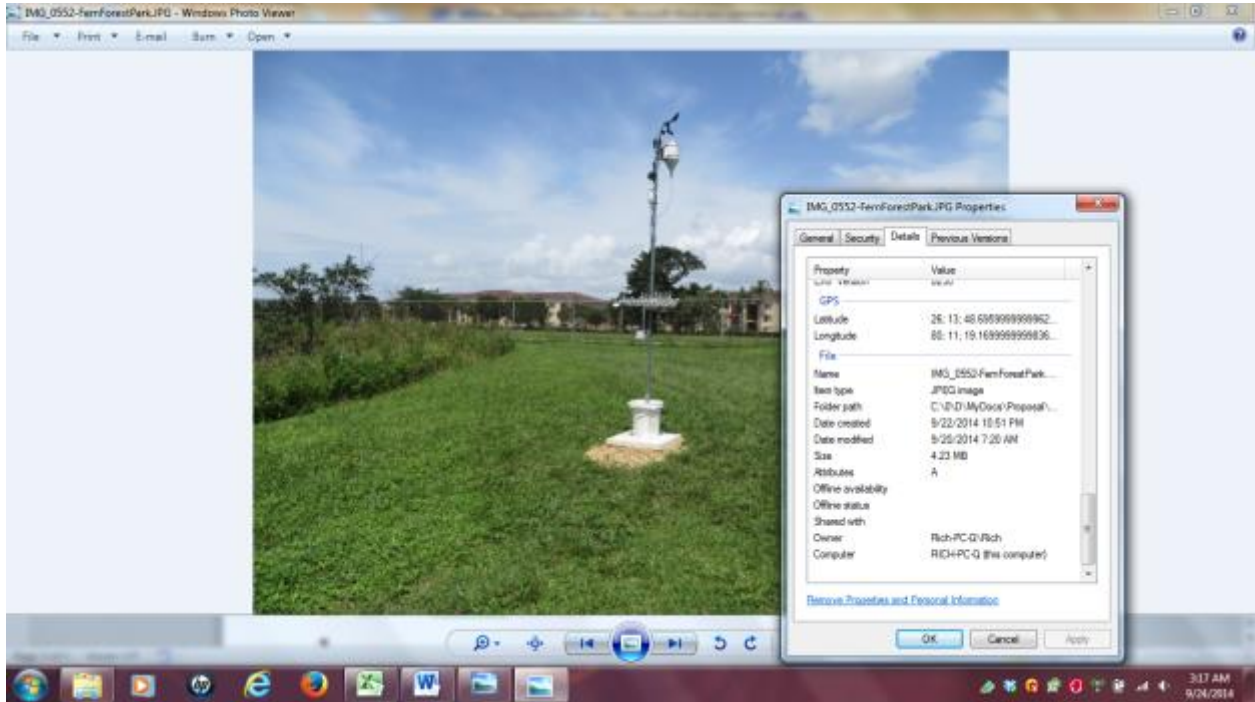 IMG_0552-FernForestPark.JPG - Windows Photo Viewer
File Print E-mail Burn Open
IMG_0552-FernForestPark.JPG Properties
General Security Details Previous Versions
Property Value
GPS
Latitude 26; 13; 48.6959999999962...
Longitude 80; 11; 19.1699999999836...
File
Name IMG_0552-FernForestPark....
Item type JPEG image
Folder path C:\D\D\MyDocs\Proposal\...
Date created 9/22/2014 10:51 PM
Date modified 9/20/2014 7:20 AM
Size 4.23 MB
Attributes A
Offline availability
Offline status
Shared with
Owner Rich-PC-Q\Rich
Computer RICH-PC-Q (this computer)
Remove Properties and Personal Information
OK Cancel Apply
3:17 AM
9/24/2014